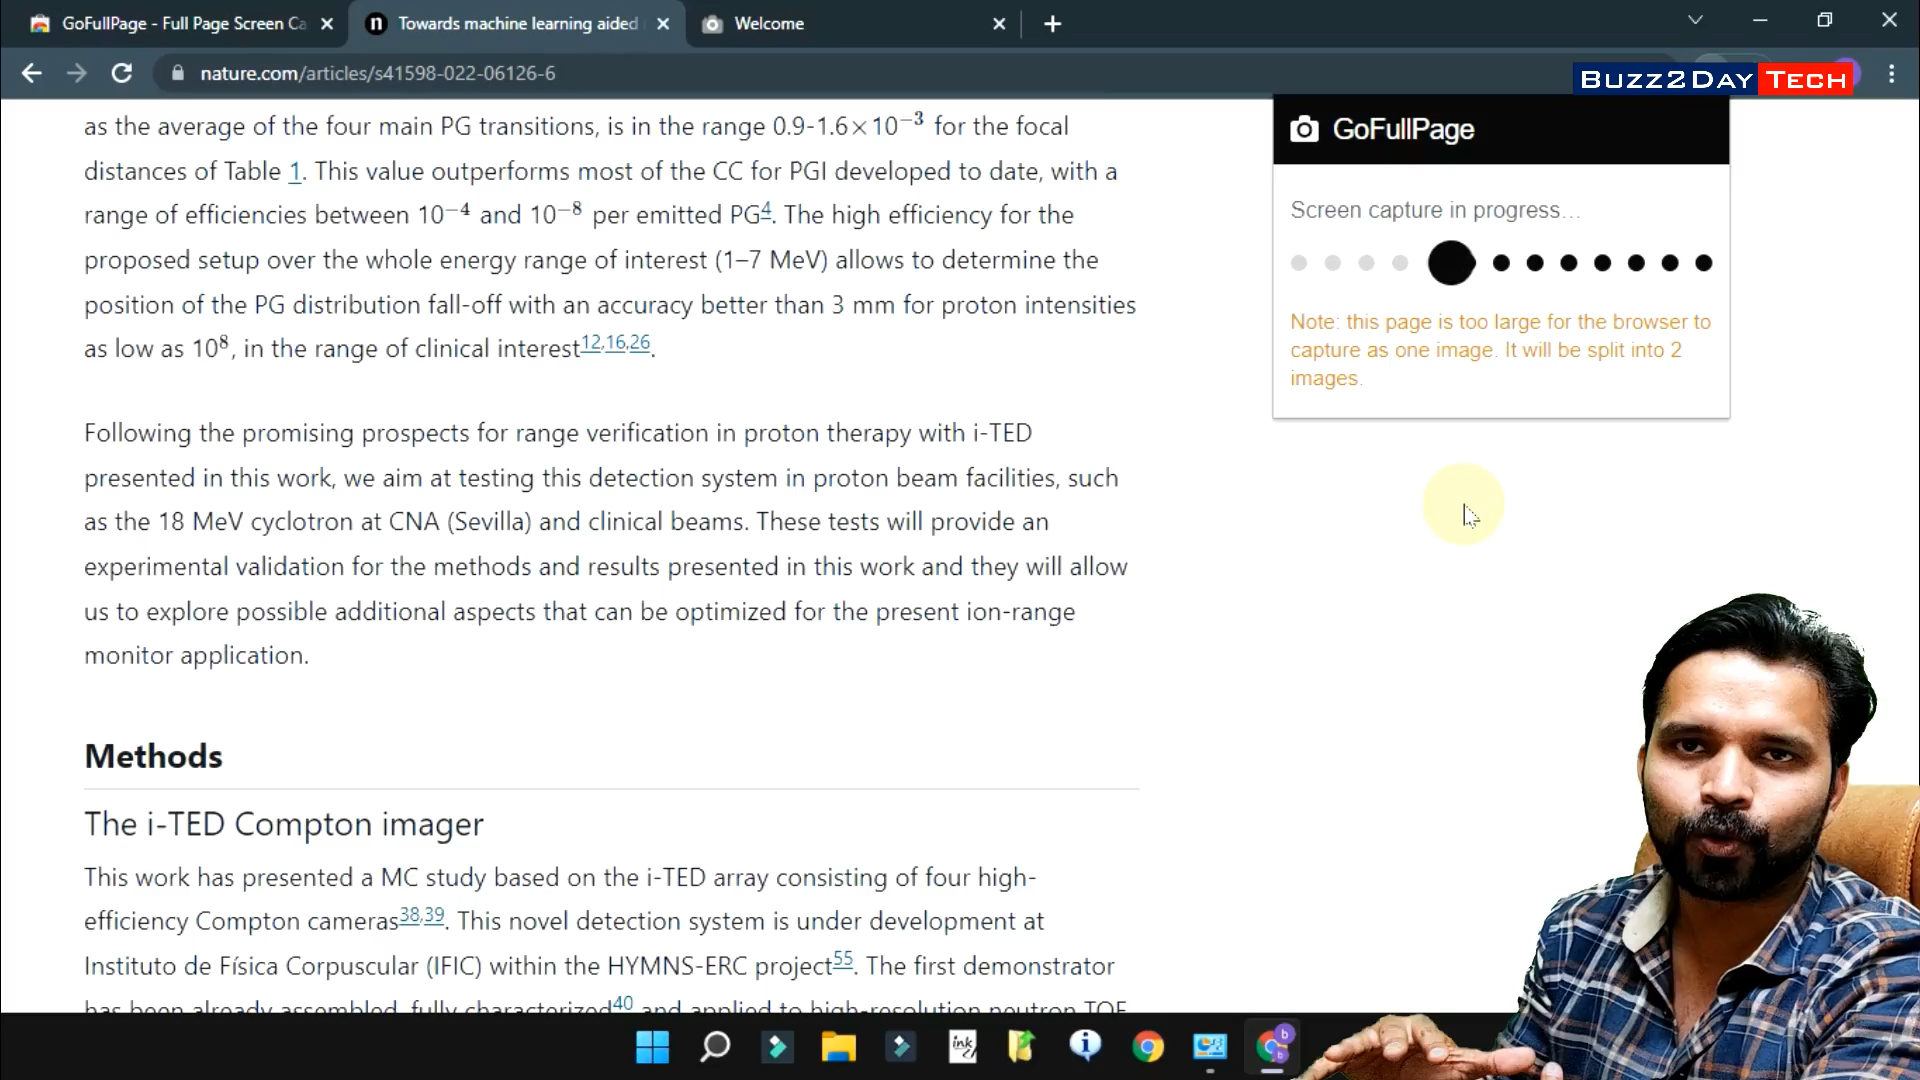 GoFullPage - Full Page Screen Ca
Towards machine learning aided
Welcome
nature.com/articles/s41598-022-06126-6
BUZZ2DAY TECH
as the average of the four main PG transitions, is in the range 0.9-1.6×10⁻³ for the focal
distances of Table 1. This value outperforms most of the CC for PGI developed to date, with a
range of efficiencies between 10⁻⁴ and 10⁻⁸ per emitted PG4. The high efficiency for the
proposed setup over the whole energy range of interest (1–7 MeV) allows to determine the
position of the PG distribution fall-off with an accuracy better than 3 mm for proton intensities
as low as 10⁸, in the range of clinical interest12,16,26.
Following the promising prospects for range verification in proton therapy with i-TED
presented in this work, we aim at testing this detection system in proton beam facilities, such
as the 18 MeV cyclotron at CNA (Sevilla) and clinical beams. These tests will provide an
experimental validation for the methods and results presented in this work and they will allow
us to explore possible additional aspects that can be optimized for the present ion-range
monitor application.
Methods
The i-TED Compton imager
This work has presented a MC study based on the i-TED array consisting of four high-
efficiency Compton cameras38,39. This novel detection system is under development at
Instituto de Física Corpuscular (IFIC) within the HYMNS-ERC project55. The first demonstrator
has been already assembled, fully characterized40 and applied to high-resolution neutron TOF
GoFullPage
Screen capture in progress...
Note: this page is too large for the browser to
capture as one image. It will be split into 2
images.
ink
b
b